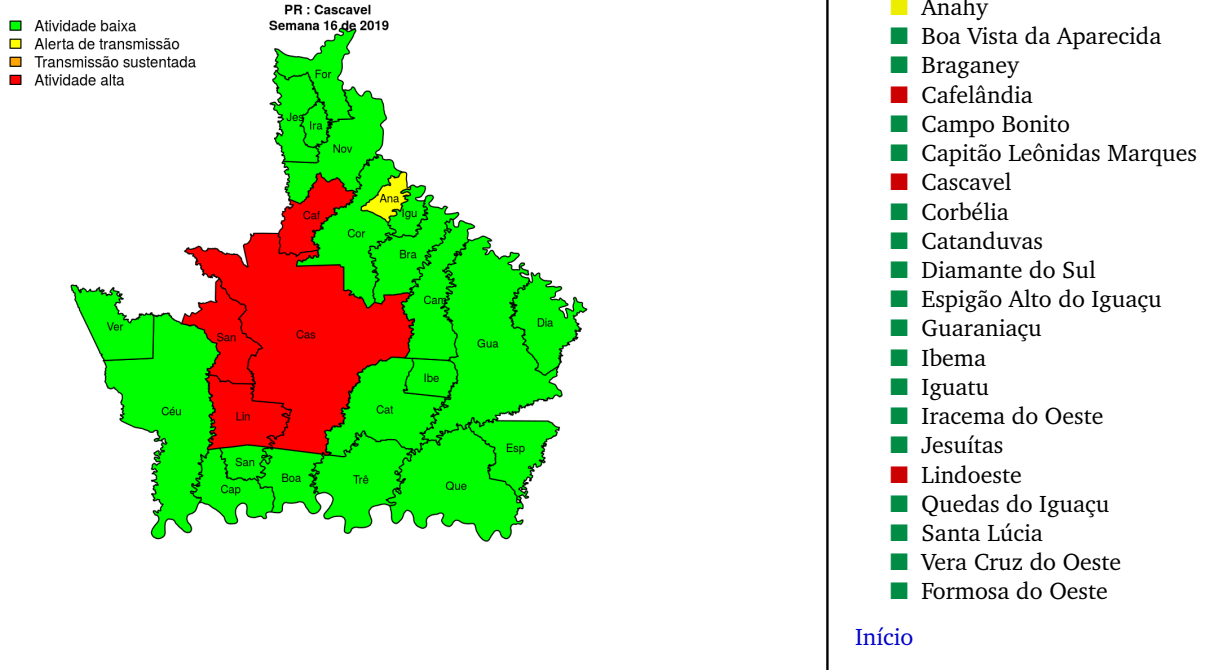 PR : Cascavel
Semana 16 de 2019
Atividade baixa
Alerta de transmissão
Transmissão sustentada
Atividade alta
For
Jes
Ira
Nov
Ana
Igu
Caf
Cor
Bra
Cam
Ver
San
Cas
Gua
Dia
Ibe
Céu
Lin
Cat
San
Cap
Boa
Trê
Que
Esp
Anahy
Boa Vista da Aparecida
Braganey
Cafelândia
Campo Bonito
Capitão Leônidas Marques
Cascavel
Corbélia
Catanduvas
Diamante do Sul
Espigão Alto do Iguaçu
Guaraniaçu
Ibema
Iguatu
Iracema do Oeste
Jesuítas
Lindoeste
Quedas do Iguaçu
Santa Lúcia
Vera Cruz do Oeste
Formosa do Oeste
Início